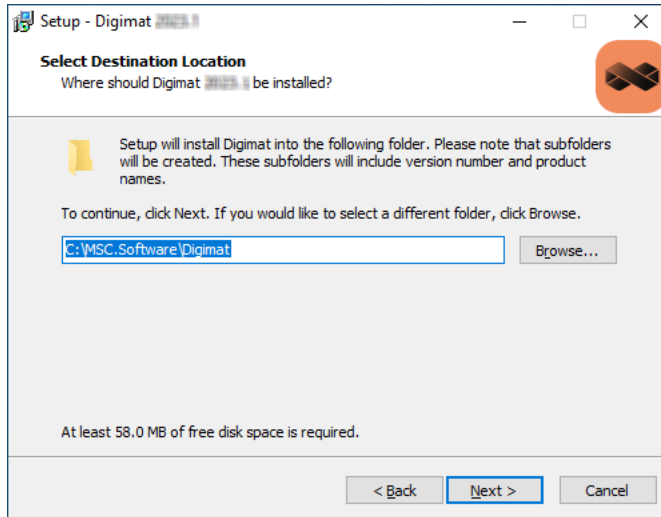 Setup - Digimat
Select Destination Location
Where should Digimat be installed?
Setup will install Digimat into the following folder. Please note that subfolders
will be created. These subfolders will include version number and product
names.
To continue, click Next. If you would like to select a different folder, click Browse.
C:\MSC.Software\Digimat
Browse...
At least 58.0 MB of free disk space is required.
< Back
Next >
Cancel